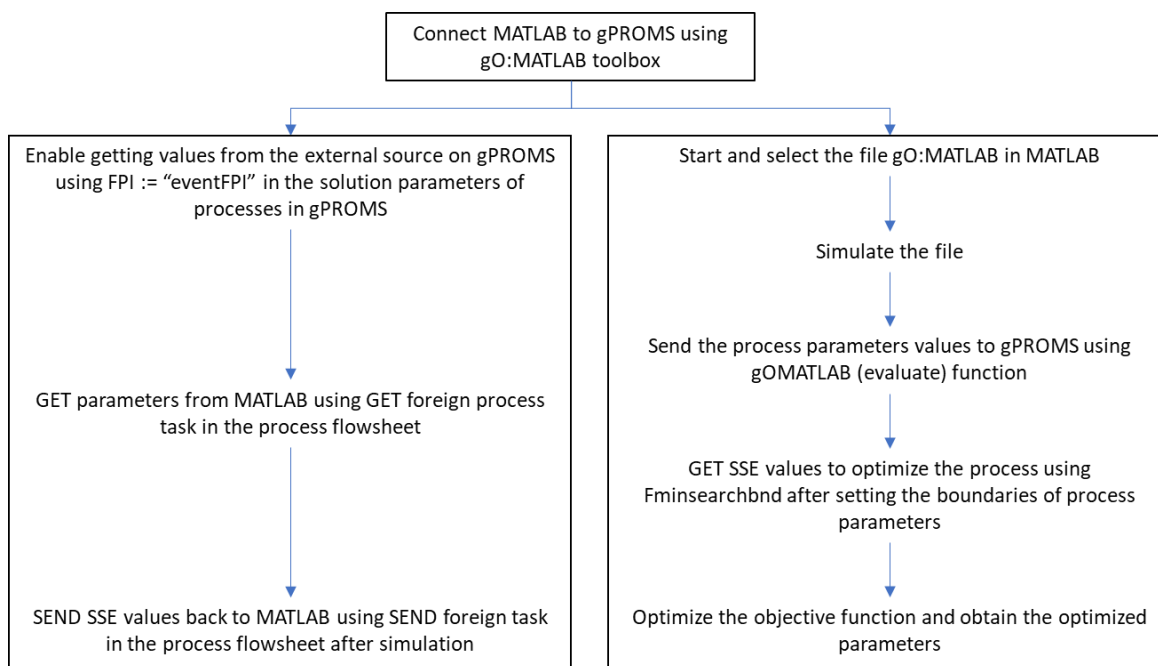 Connect MATLAB to gPROMS using
gO:MATLAB toolbox
Enable getting values from the external source on gPROMS
using FPI := “eventFPI” in the solution parameters of
processes in gPROMS
GET parameters from MATLAB using GET foreign process
task in the process flowsheet
SEND SSE values back to MATLAB using SEND foreign task
in the process flowsheet after simulation
Start and select the file gO:MATLAB in MATLAB
Simulate the file
Send the process parameters values to gPROMS using
gOMATLAB (evaluate) function
GET SSE values to optimize the process using
Fminsearchbnd after setting the boundaries of process
parameters
Optimize the objective function and obtain the optimized
parameters